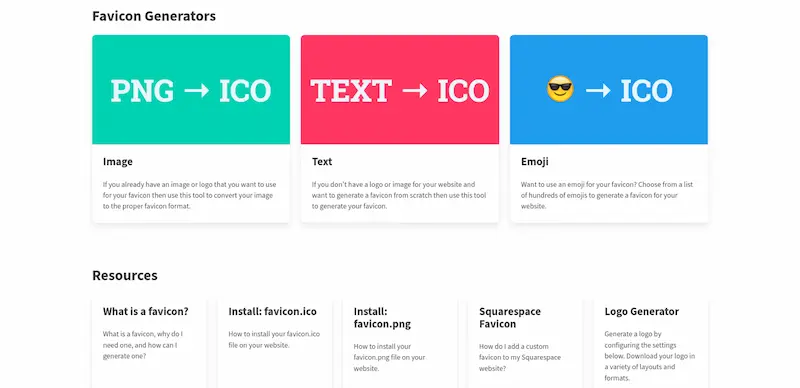 Favicon Generators
PNG → ICO
TEXT → ICO
😎 → ICO
Image
If you already have an image or logo that you want to use
for your favicon then use this tool to convert your image
to the proper favicon format.
Text
If you don't have a logo or image for your website and
want to generate a favicon from scratch then use this tool
to generate your favicon.
Emoji
Want to use an emoji for your favicon? Choose from a list
of hundreds of emojis to generate a favicon for your
website.
Resources
What is a favicon?
What is a favicon, why do I
need one, and how can I
generate one?
Install: favicon.ico
How to install your favicon.ico
file on your website.
Install:
favicon.png
How to install your
favicon.png file on your
website.
Squarespace
Favicon
How do I add a custom
favicon to my Squarespace
website?
Logo Generator
Generate a logo by
configuring the settings
below. Download your logo in
a variety of layouts and
formats.